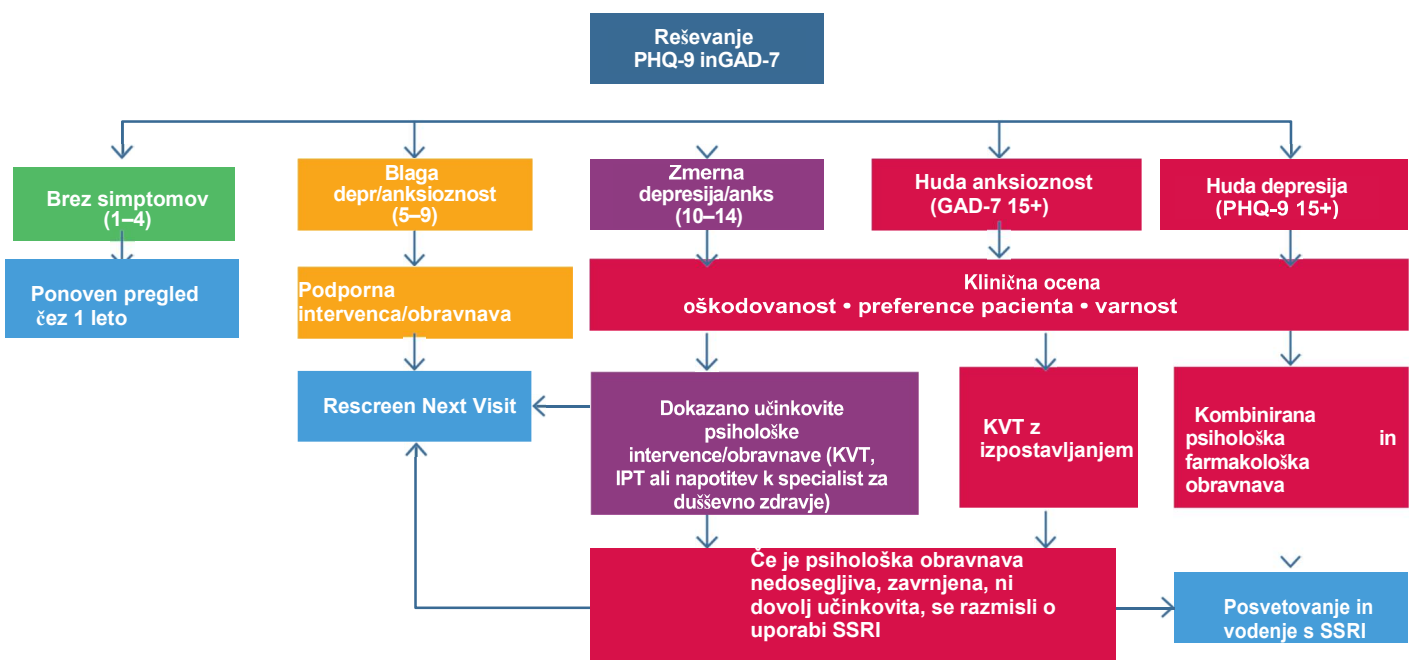 Reševanje
PHQ-9 inGAD-7
Brez simptomov
(1–4)
Blaga
depr/anksioznost
(5–9)
Zmerna
depresija/anks
(10–14)
Huda anksioznost
(GAD-7 15+)
Huda depresija
(PHQ-9 15+)
Ponoven pregled
čez 1 leto
Podporna
intervenca/obravnava
Klinična ocena
oškodovanost • preference pacienta • varnost
Rescreen Next Visit
Dokazano učinkovite
psihološke
intervence/obravnave (KVT,
IPT ali napotitev k specialist za
dušševno zdravje)
KVT z
izpostavljanjem
Kombinirana
psihološka in
farmakološka
obravnava
Če je psihološka obravnava
nedosegljiva, zavrnjena, ni
dovolj učinkovita, se razmisli o
uporabi SSRI
Posvetovanje in
vodenje s SSRI